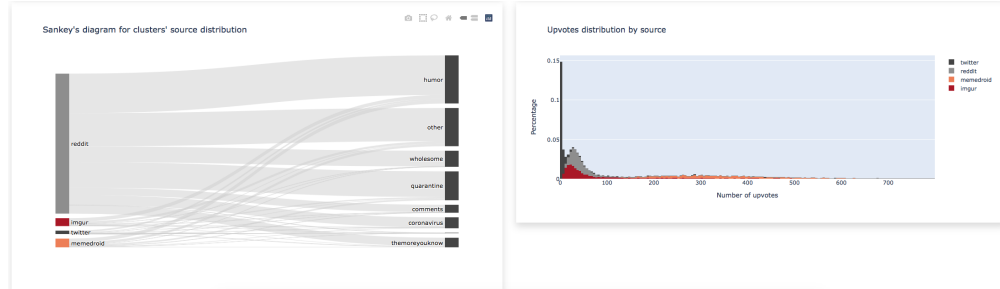 Sankey's diagram for clusters' source distribution
reddit
imgur
twitter
memedroid
humor
other
wholesome
quarantine
comments
coronavirus
themoreyouknow
Upvotes distribution by source
Percentage
0.15
0.1
0.05
0
0 100 200 300 400 500 600 700
Number of upvotes
twitter
reddit
memedroid
imgur